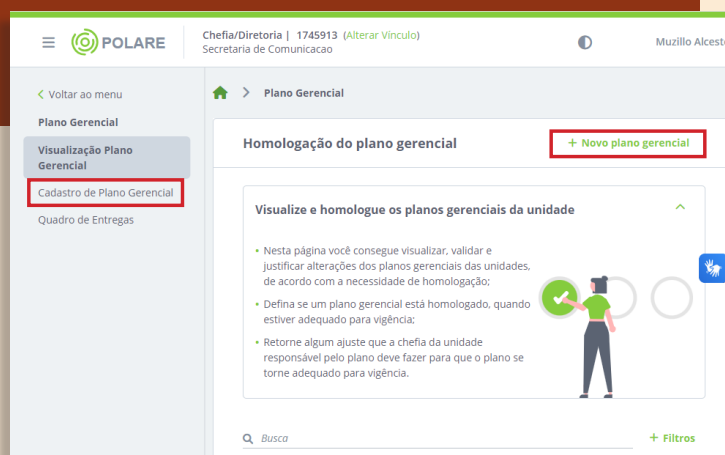 POLARE
Chefia/Diretoria | 1745913 (Alterar Vínculo)
Secretaria de Comunicacao
Muzillo Alceste
Voltar ao menu
Plano Gerencial
Visualização Plano
Gerencial
Cadastro de Plano Gerencial
Quadro de Entregas
Plano Gerencial
Homologação do plano gerencial
+ Novo plano gerencial
Visualize e homologue os planos gerenciais da unidade
• Nesta página você consegue visualizar, validar e
justificar alterações dos planos gerenciais das unidades,
de acordo com a necessidade de homologação;
• Defina se um plano gerencial está homologado, quando
estiver adequado para vigência;
• Retorne algum ajuste que a chefia da unidade
responsável pelo plano deve fazer para que o plano se
torne adequado para vigência.
Busca
+ Filtros